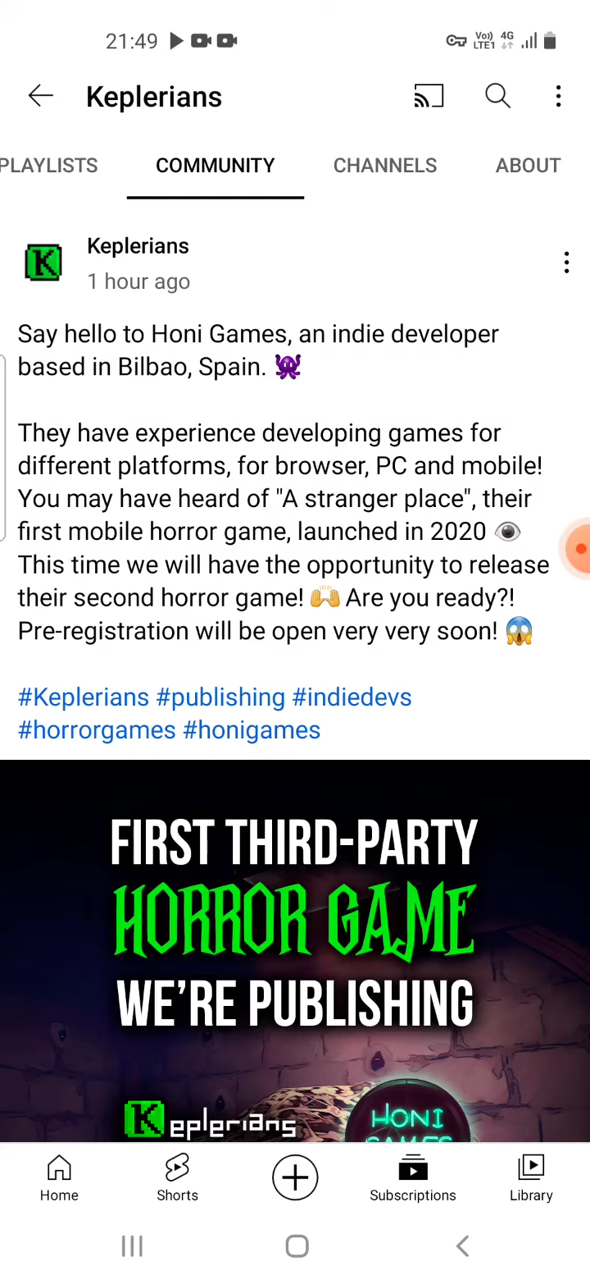 21:49
Vo)) 4G
LTE1
Keplerians
PLAYLISTS COMMUNITY CHANNELS ABOUT
Keplerians
1 hour ago
Say hello to Honi Games, an indie developer
based in Bilbao, Spain. 🐙
They have experience developing games for
different platforms, for browser, PC and mobile!
You may have heard of "A stranger place", their
first mobile horror game, launched in 2020 👁
This time we will have the opportunity to release
their second horror game! 🙌 Are you ready?!
Pre-registration will be open very very soon! 😱
#Keplerians #publishing #indiedevs
#horrorgames #honigames
FIRST THIRD-PARTY
HORROR GAME
WE'RE PUBLISHING
Keplerians
HONI
GAMES
Home Shorts Subscriptions Library